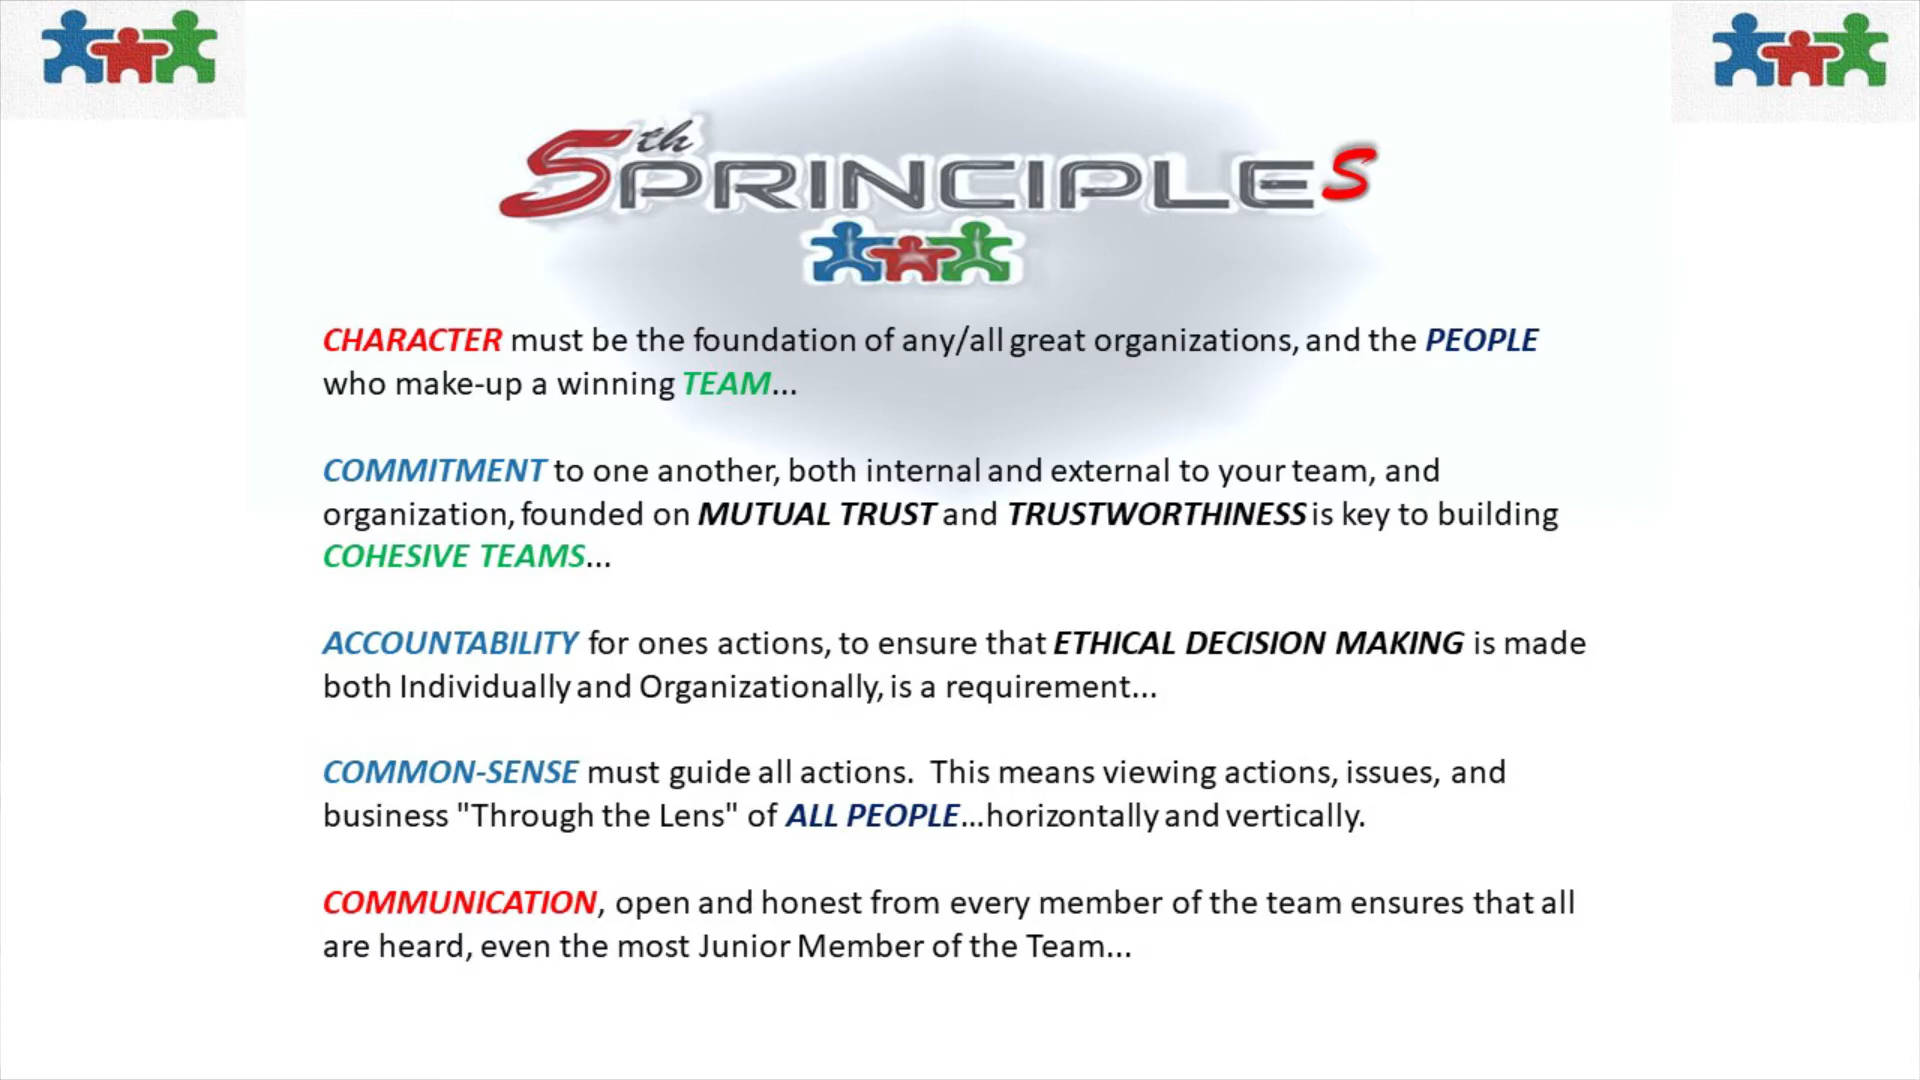 5th PRINCIPLES
CHARACTER must be the foundation of any/all great organizations, and the PEOPLE
who make-up a winning TEAM...
COMMITMENT to one another, both internal and external to your team, and
organization, founded on MUTUAL TRUST and TRUSTWORTHINESS is key to building
COHESIVE TEAMS...
ACCOUNTABILITY for ones actions, to ensure that ETHICAL DECISION MAKING is made
both Individually and Organizationally, is a requirement...
COMMON-SENSE must guide all actions.  This means viewing actions, issues, and
business "Through the Lens" of ALL PEOPLE...horizontally and vertically.
COMMUNICATION, open and honest from every member of the team ensures that all
are heard, even the most Junior Member of the Team...